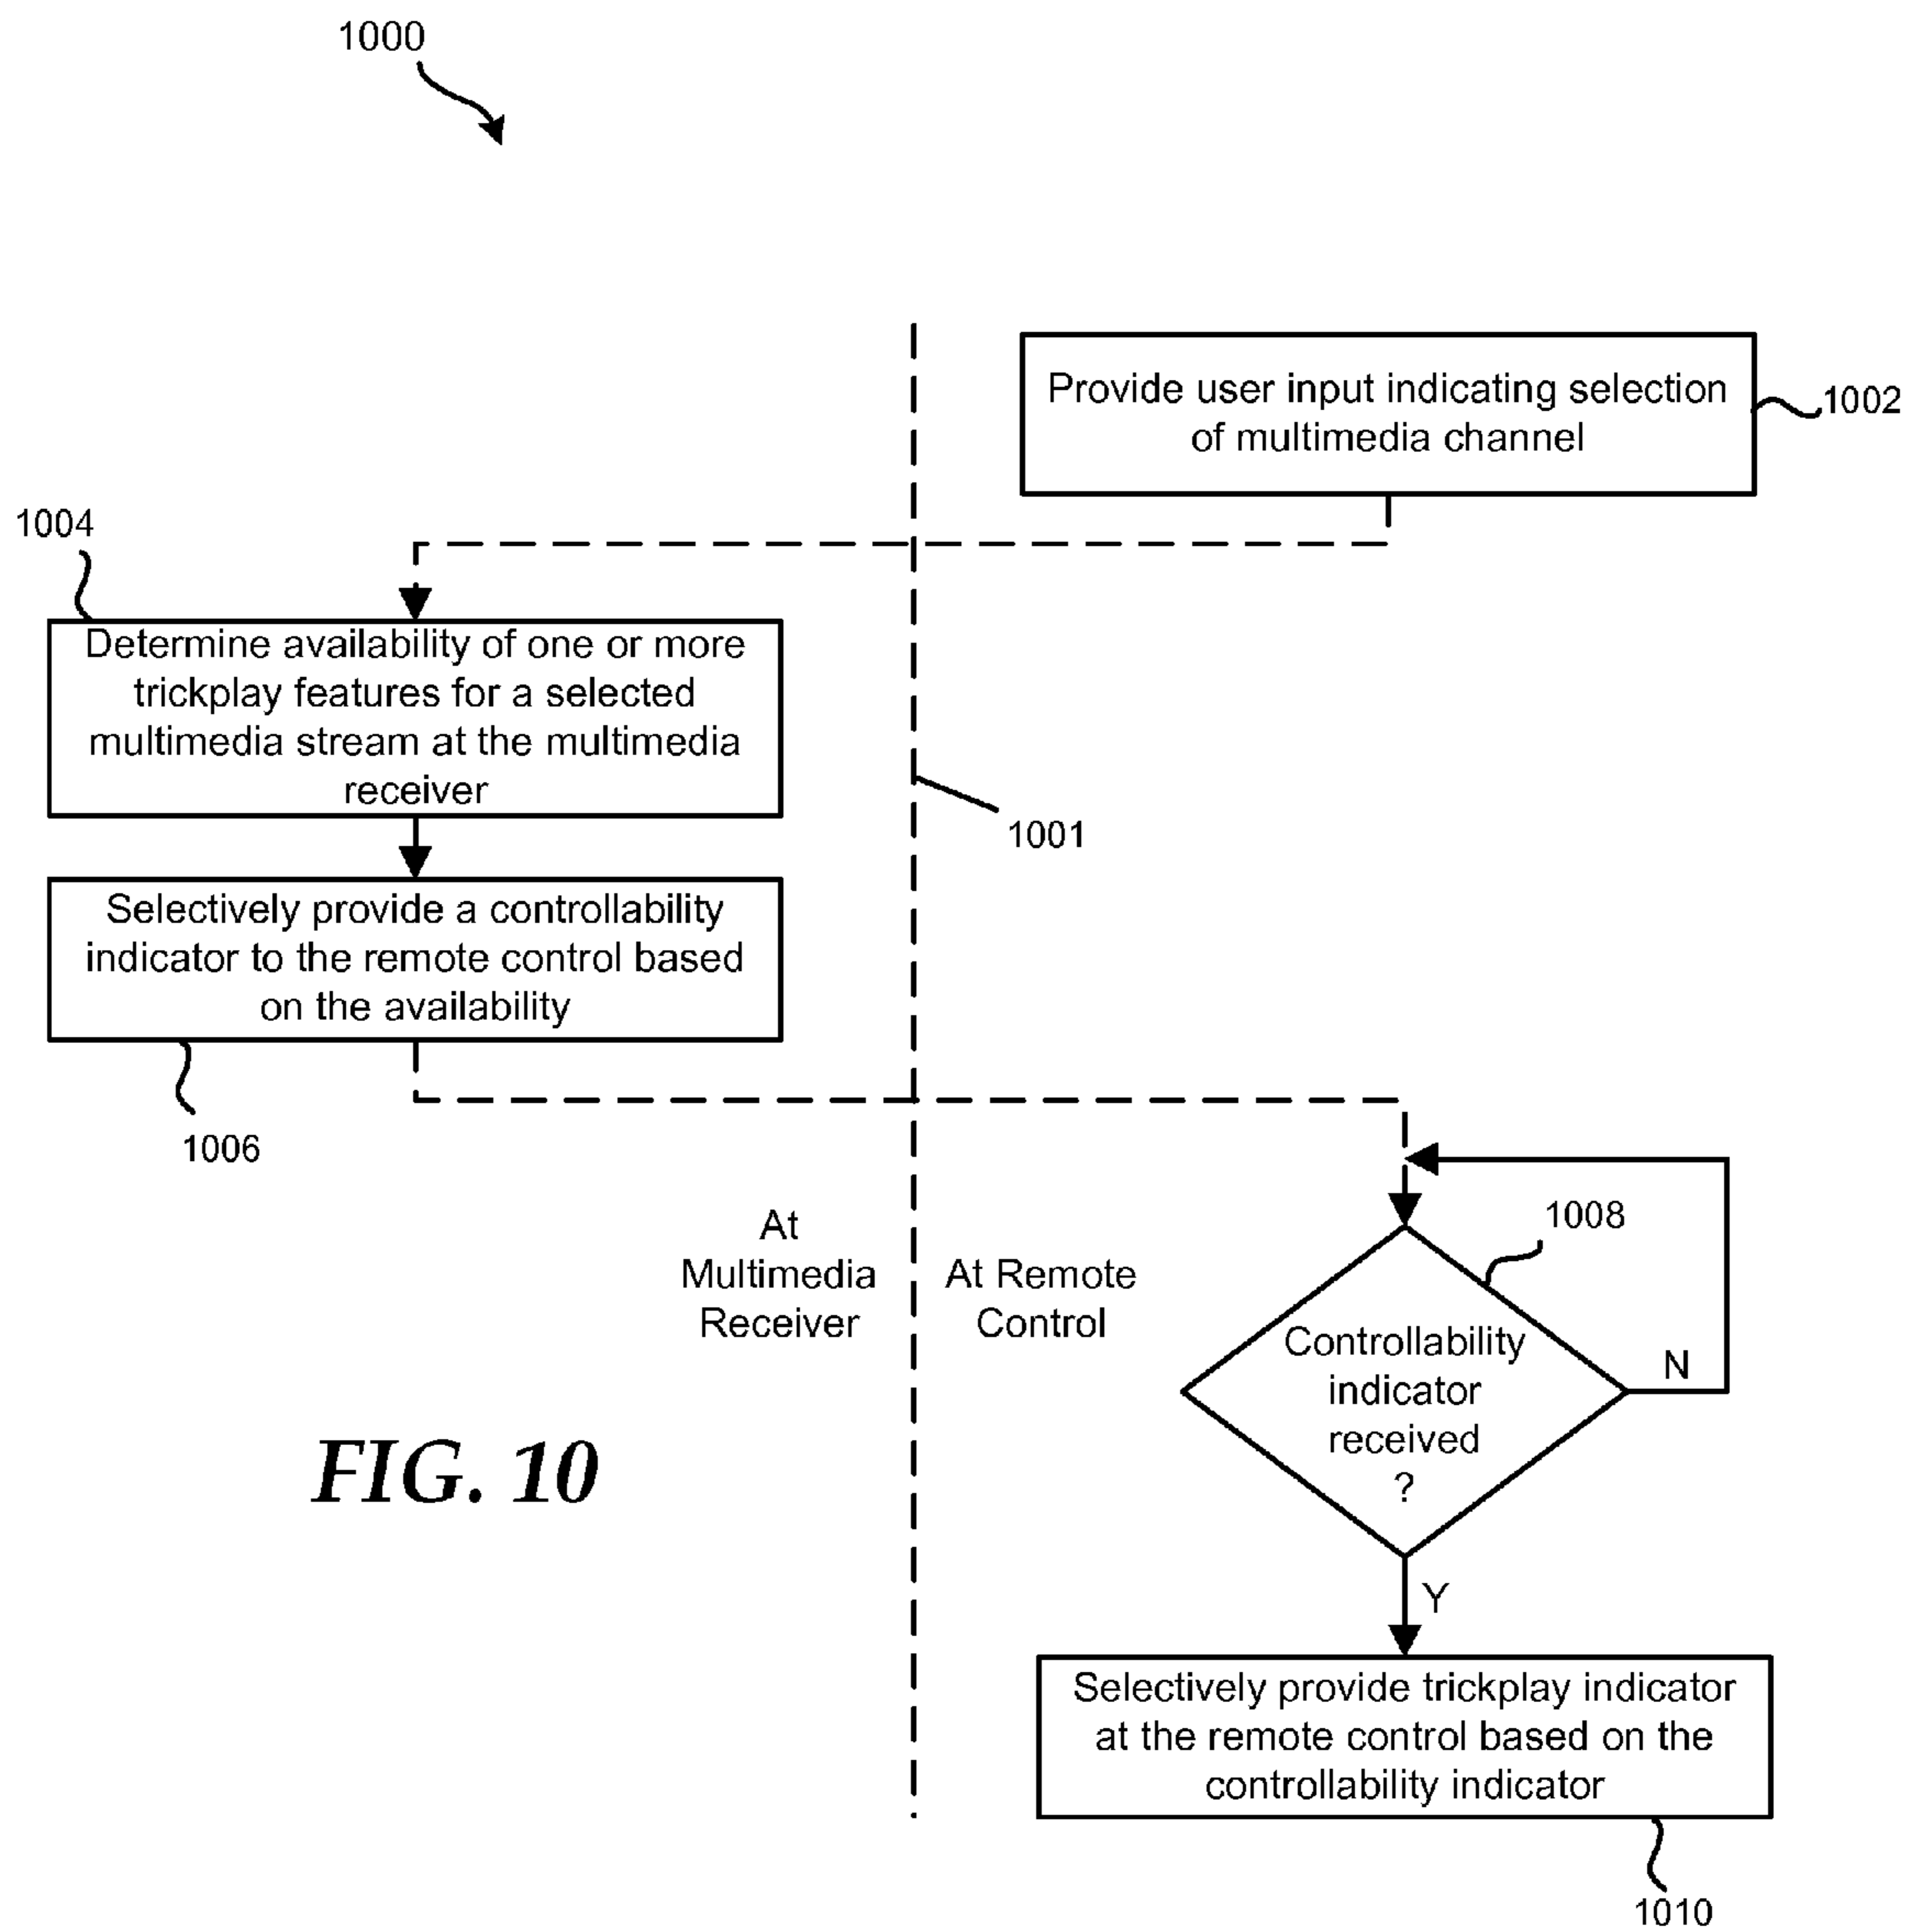 1000
Provide user input indicating selection
of multimedia channel
1002
1004
Determine availability of one or more
trickplay features for a selected
multimedia stream at the multimedia
receiver
1001
Selectively provide a controllability
indicator to the remote control based
on the availability
1006
At
Multimedia
Receiver
At Remote
Control
1008
Controllability
indicator
received
?
N
Y
FIG. 10
Selectively provide trickplay indicator
at the remote control based on the
controllability indicator
1010